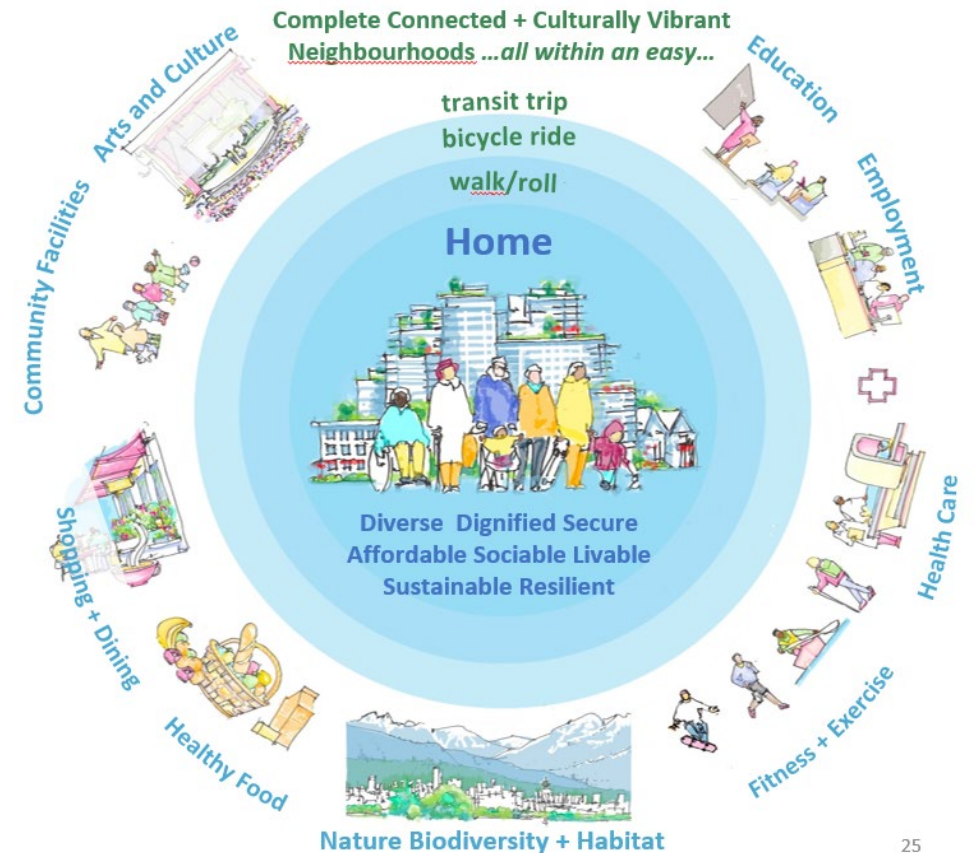 Complete Connected + Culturally Vibrant
Neighbourhoods ...all within an easy...
transit trip
bicycle ride
walk/roll
Home
Diverse Dignified Secure
Affordable Sociable Livable
Sustainable Resilient
Education
Employment
Health Care
Fitness + Exercise
Nature Biodiversity + Habitat
Healthy Food
Shopping + Dining
Community Facilities
Arts and Culture
25